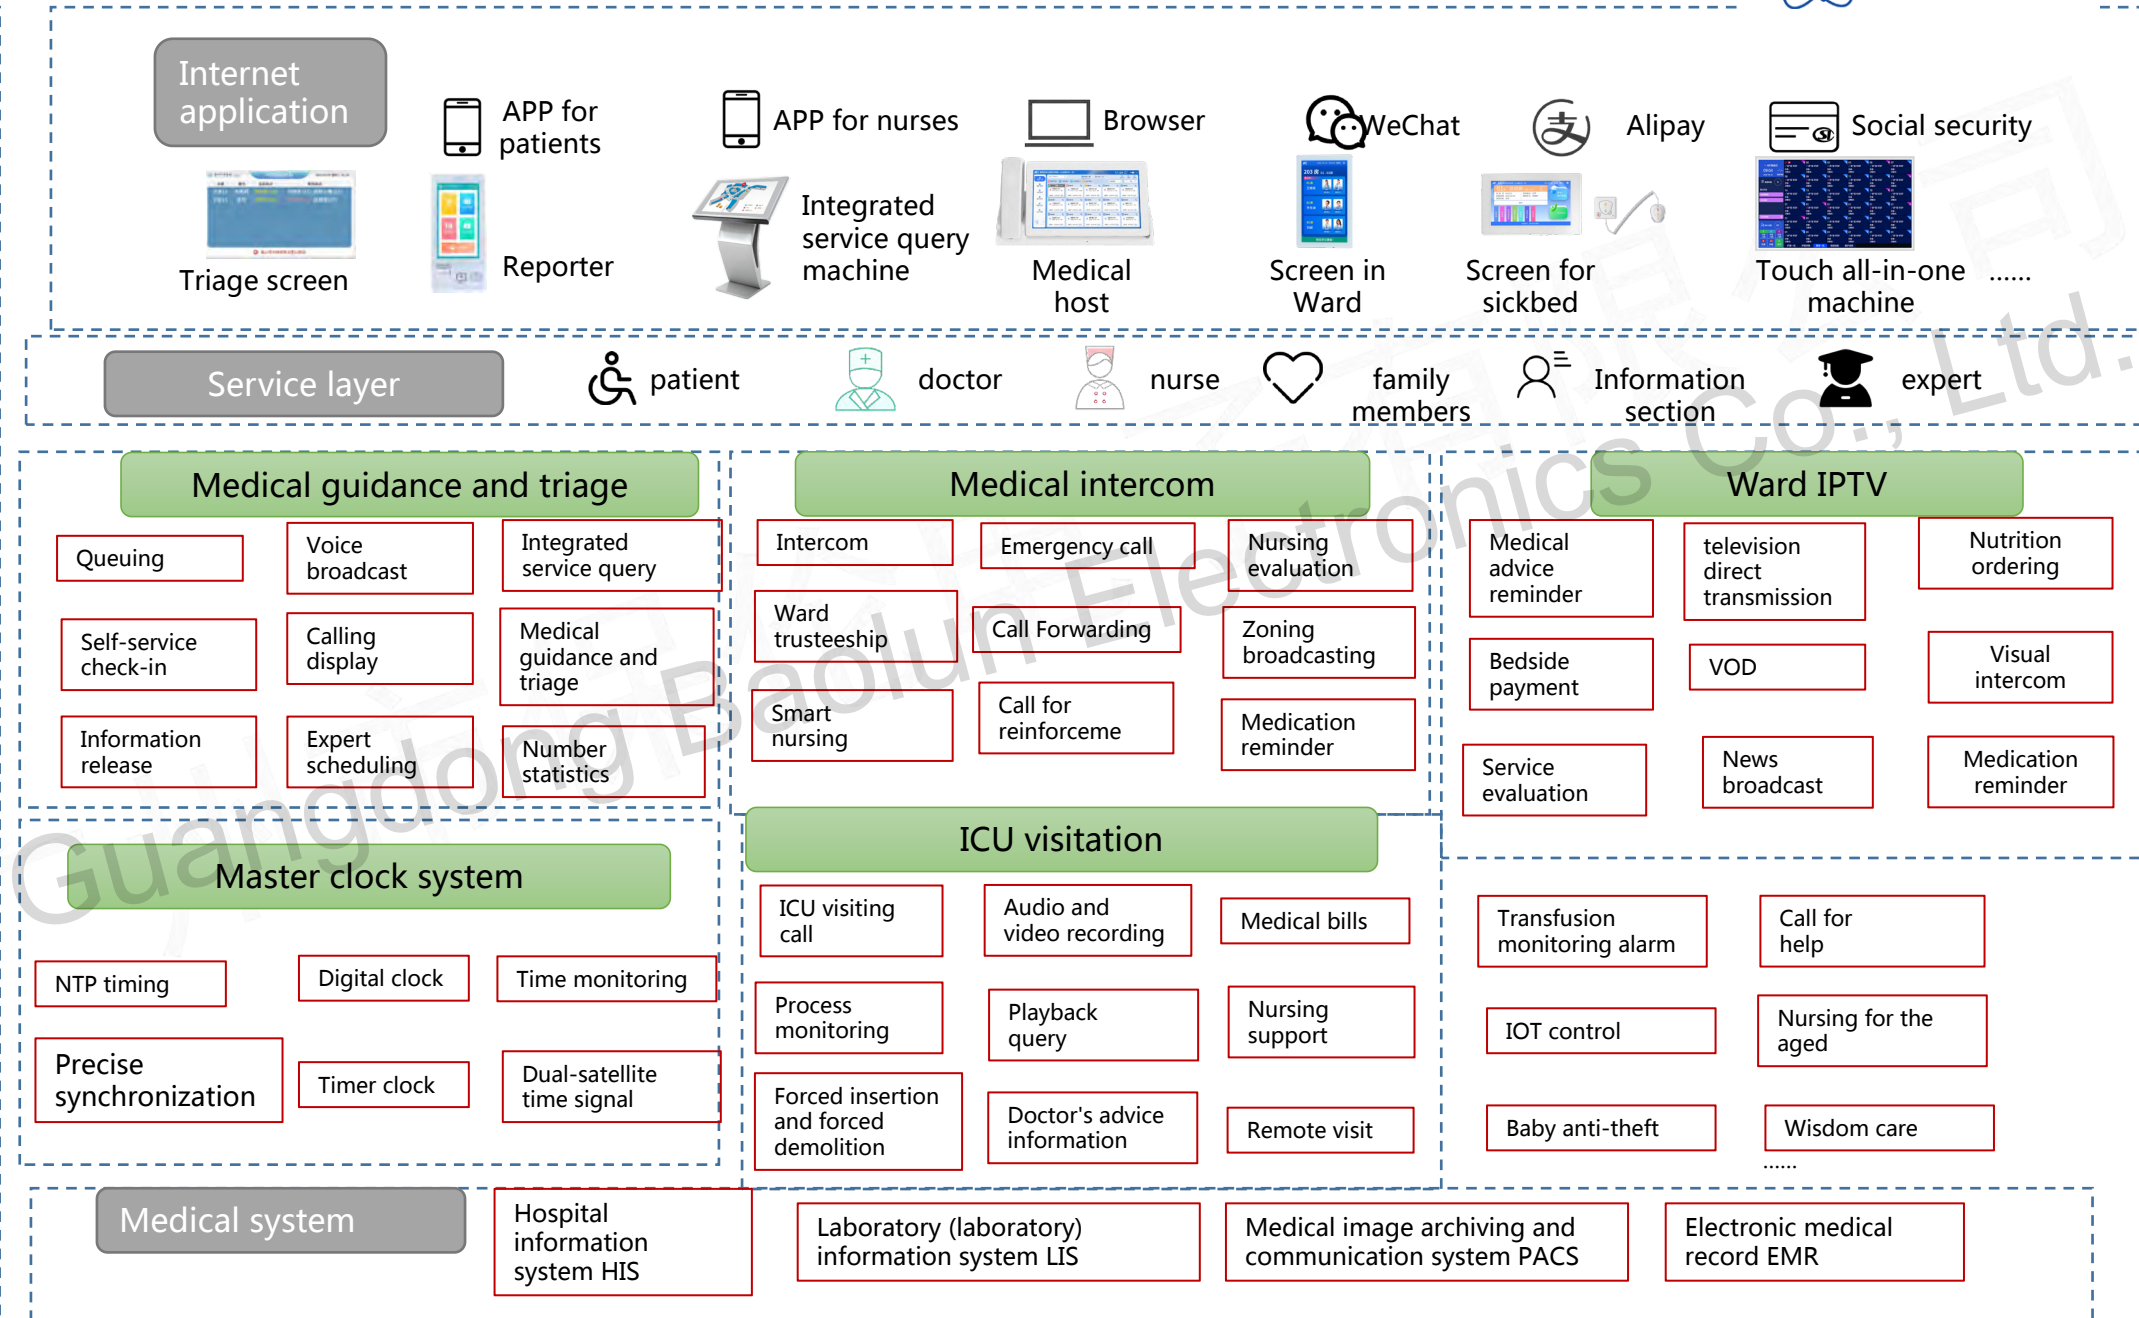 Internet
application
APP for
patients
APP for nurses
Browser
WeChat
支
Alipay
Social security
Triage screen
Reporter
Integrated
service query
machine
Medical
host
Screen in
Ward
Screen for
sickbed
Touch all-in-one
machine
......
Service layer
patient
doctor
nurse
family
members
Information
section
expert
Medical guidance and triage
Queuing
Voice
broadcast
Integrated
service query
Self-service
check-in
Calling
display
Medical
guidance and
triage
Information
release
Expert
scheduling
Number
statistics
Medical intercom
Intercom
Emergency call
Nursing
evaluation
Ward
trusteeship
Call Forwarding
Zoning
broadcasting
Smart
nursing
Call for
reinforceme
Medication
reminder
Ward IPTV
Medical
advice
reminder
television
direct
transmission
Nutrition
ordering
Bedside
payment
VOD
Visual
intercom
Service
evaluation
News
broadcast
Medication
reminder
Master clock system
NTP timing
Digital clock
Time monitoring
Precise
synchronization
Timer clock
Dual-satellite
time signal
ICU visitation
ICU visiting
call
Audio and
video recording
Medical bills
Process
monitoring
Playback
query
Nursing
support
Forced insertion
and forced
demolition
Doctor's advice
information
Remote visit
Transfusion
monitoring alarm
Call for
help
IOT control
Nursing for the
aged
Baby anti-theft
Wisdom care
......
Medical system
Hospital
information
system HIS
Laboratory (laboratory)
information system LIS
Medical image archiving and
communication system PACS
Electronic medical
record EMR
Guangdong Baolun Electronics Co., Ltd.